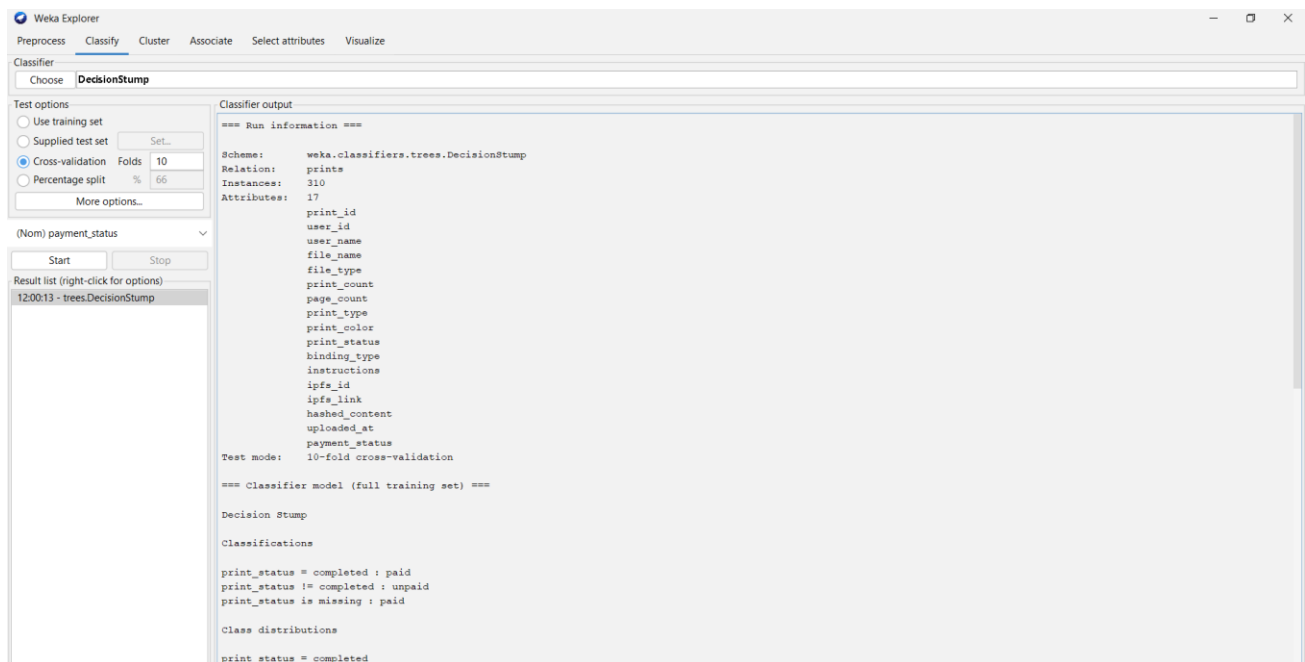 Weka Explorer
Preprocess Classify Cluster Associate Select attributes Visualize
Classifier
Choose DecisionStump
Test options
Use training set
Supplied test set Set...
Cross-validation Folds 10
Percentage split % 66
More options...
(Nom) payment_status
Start Stop
Result list (right-click for options)
12:00:13 - trees.DecisionStump
Classifier output
=== Run information ===
Scheme: weka.classifiers.trees.DecisionStump
Relation: prints
Instances: 310
Attributes: 17
print_id
user_id
user_name
file_name
file_type
print_count
page_count
print_type
print_color
print_status
binding_type
instructions
ipfs_id
ipfs_link
hashed_content
uploaded_at
payment_status
Test mode: 10-fold cross-validation
=== Classifier model (full training set) ===
Decision Stump
Classifications
print_status = completed : paid
print_status != completed : unpaid
print_status is missing : paid
Class distributions
print_status = completed